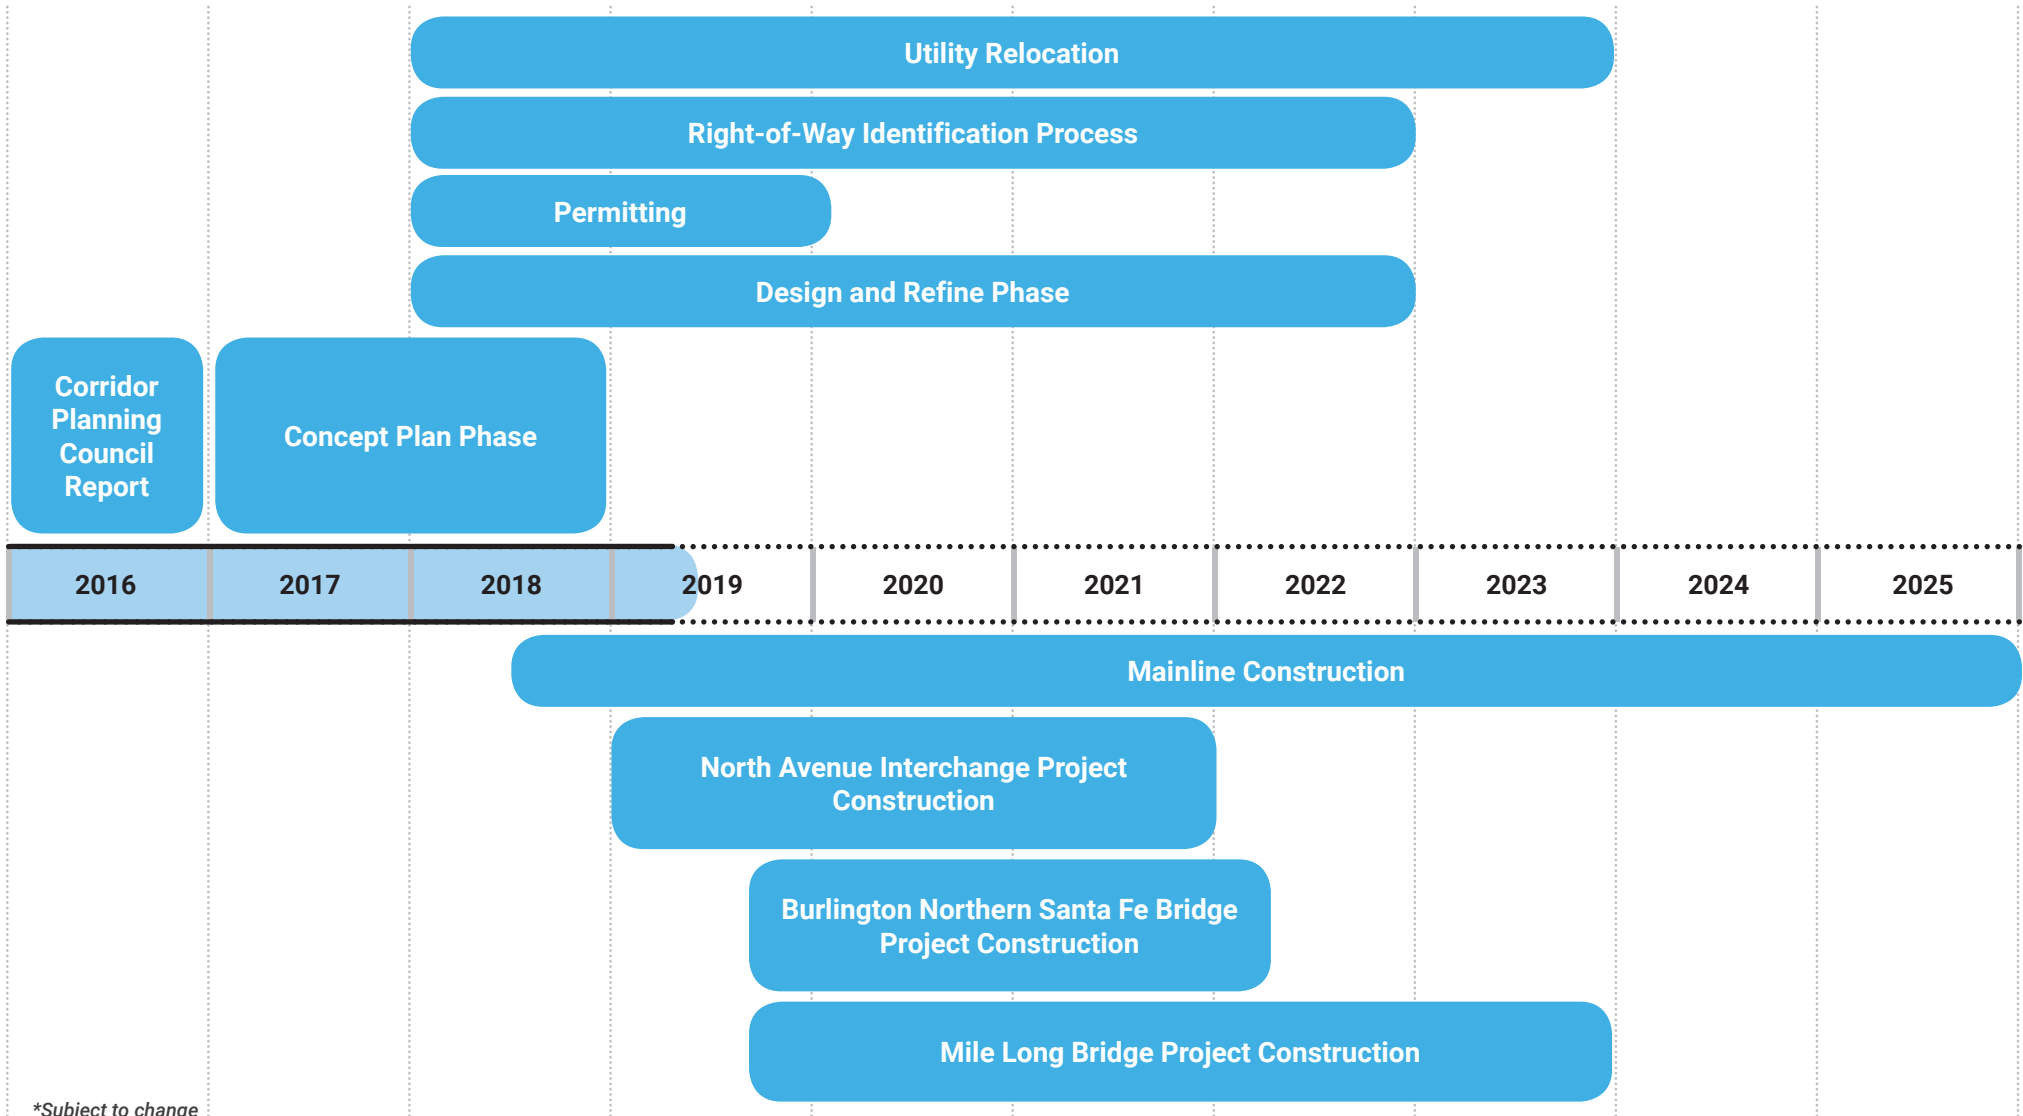 Utility Relocation
Right-of-Way Identification Process
Permitting
Design and Refine Phase
Corridor
Planning
Council
Report
Concept Plan Phase
2016 2017 2018 2019 2020 2021 2022 2023 2024 2025
Mainline Construction
North Avenue Interchange Project
Construction
Burlington Northern Santa Fe Bridge
Project Construction
Mile Long Bridge Project Construction
*Subject to change